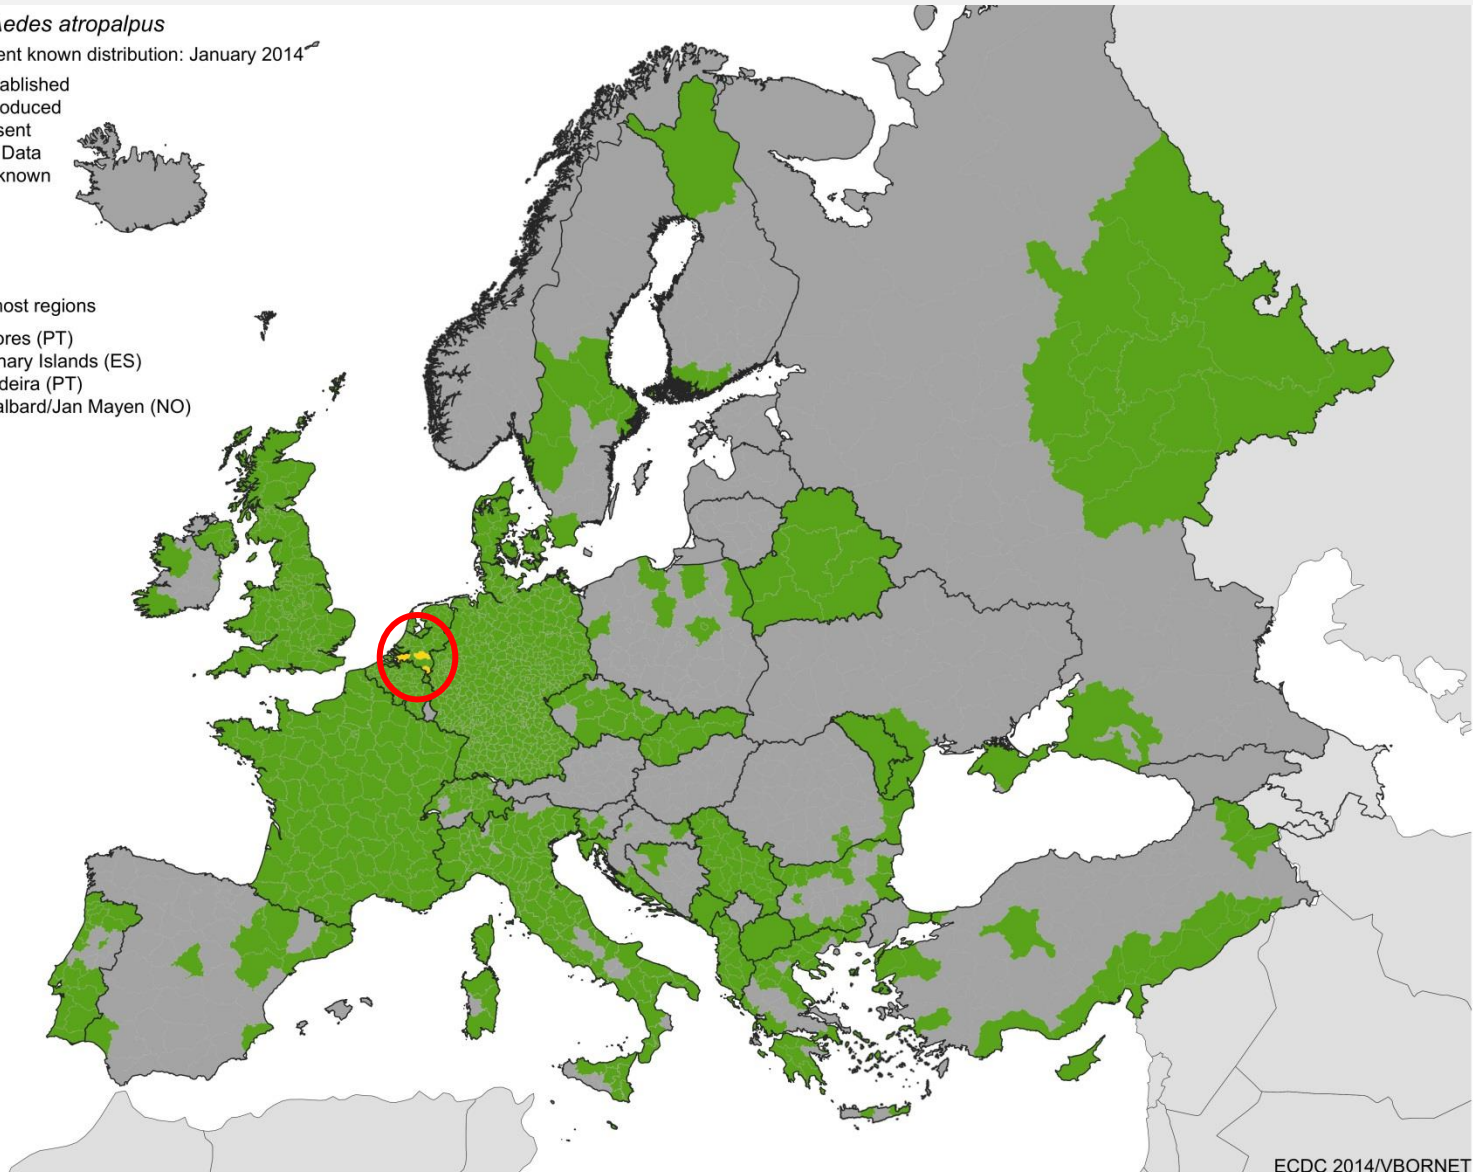 Aedes atropalpus
ent known distribution: January 2014
ablished
oduced
sent
Data
known
nost regions
ores (PT)
nary Islands (ES)
deira (PT)
albard/Jan Mayen (NO)
ECDC 2014/VBORNET